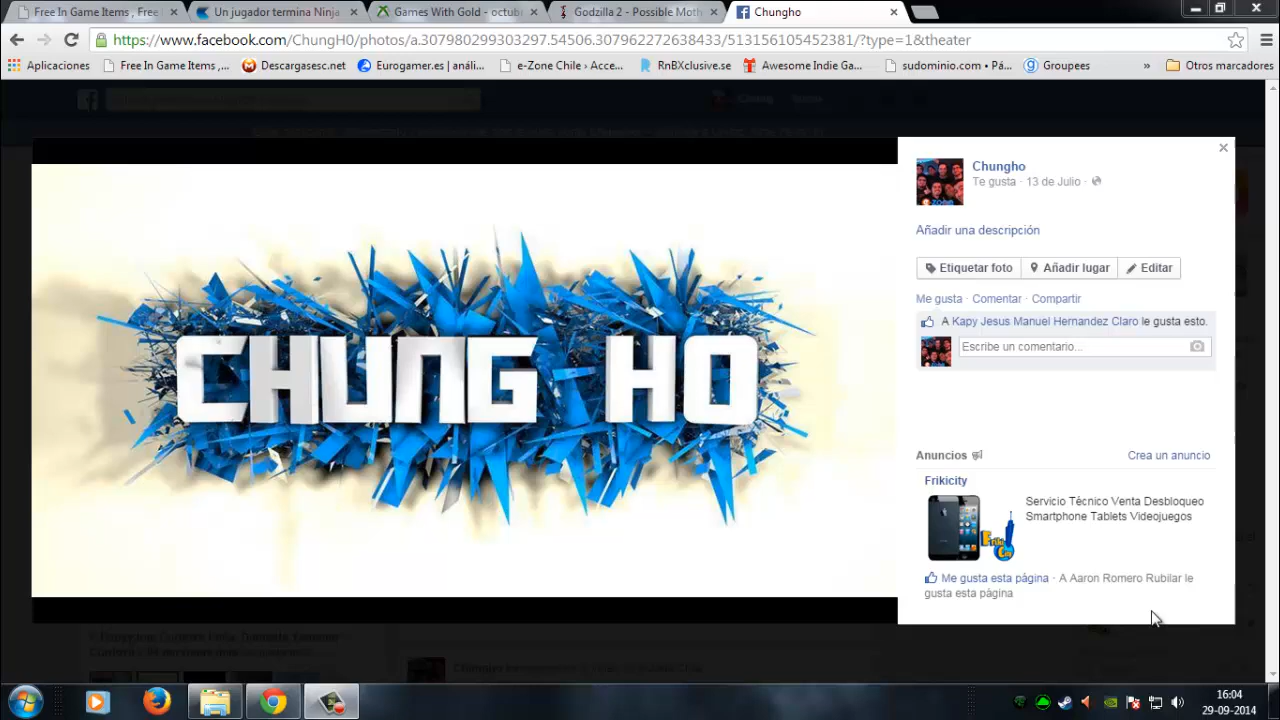 Free In Game Items , Free I
Un jugador termina Ninja
Games With Gold - octub
Godzilla 2 - Possible Moth
Chungho
https://www.facebook.com/ChungH0/photos/a.307980299303297.54506.307962272638433/513156105452381/?type=1&theater
Aplicaciones
Free In Game Items ,...
Descargasesc.net
Eurogamer.es | análi...
e-Zone Chile › Acce...
RnBXclusive.se
Awesome Indie Ga...
sudominio.com • Pá...
Groupees
»
Otros marcadores
CHUNG HO
Chungho
Te gusta · 13 de Julio ·
Añadir una descripción
Etiquetar foto
Añadir lugar
Editar
Me gusta · Comentar · Compartir
A Kapy Jesus Manuel Hernandez Claro le gusta esto.
Escribe un comentario...
Anuncios
Crea un anuncio
Frikicity
Servicio Técnico Venta Desbloqueo
Smartphone Tablets Videojuegos
Me gusta esta página · A Aaron Romero Rubilar le
gusta esta página
16:04
29-09-2014